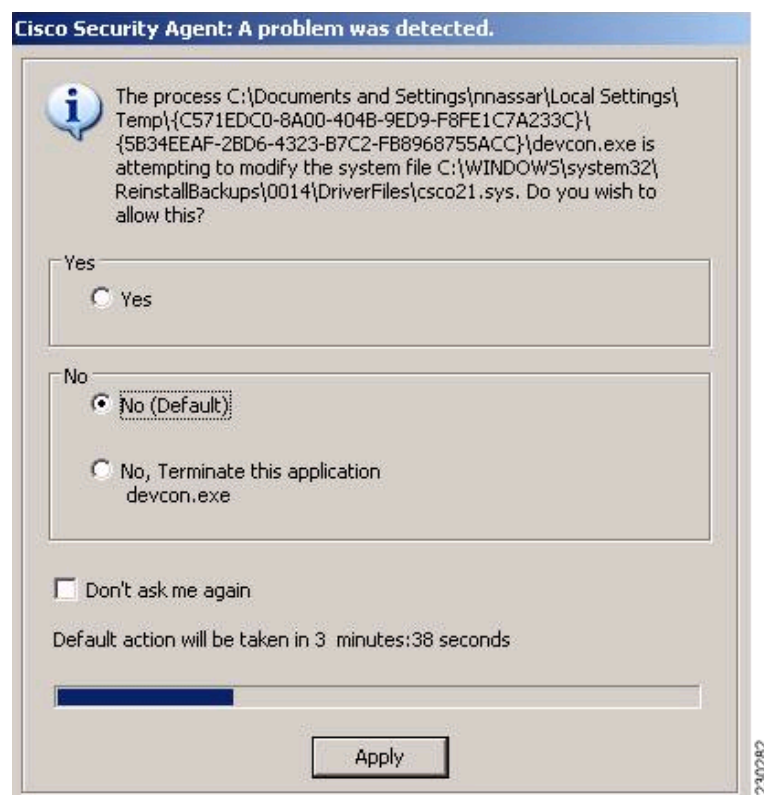 Cisco Security Agent: A problem was detected.
The process C:\Documents and Settings\nnassar\Local Settings\
Temp\{C571EDC0-8A00-404B-9ED9-F8FE1C7A233C}\
{5B34EEAF-2BD6-4323-B7C2-FB8968755ACC}\devcon.exe is
attempting to modify the system file C:\WINDOWS\system32\
ReinstallBackups\0014\DriverFiles\csco21.sys. Do you wish to
allow this?
Yes
Yes
No
No (Default)
No, Terminate this application
devcon.exe
Don't ask me again
Default action will be taken in 3 minutes:38 seconds
Apply
230282